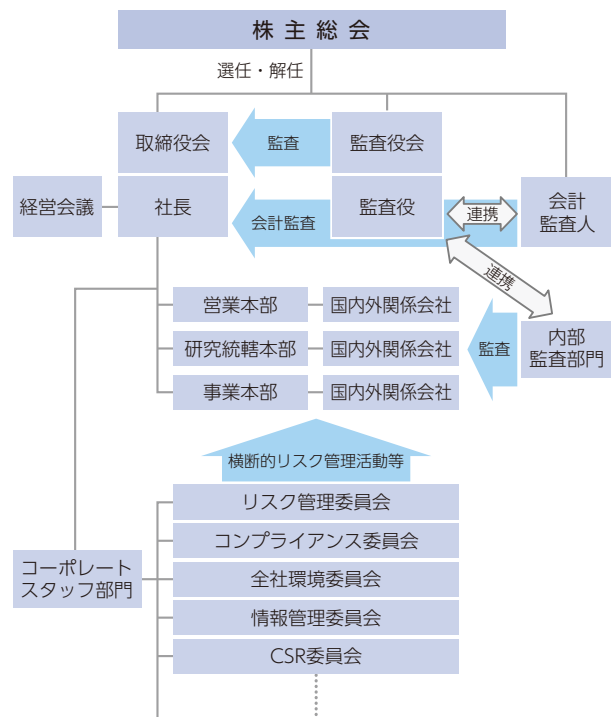 株主総会
選任・解任
取締役会
監査
監査役会
経営会議
社長
会計監査
監査役
連携
会計
監査人
連携
営業本部
国内外関係会社
研究統轄本部
国内外関係会社
監査
内部
監査部門
事業本部
国内外関係会社
横断的リスク管理活動等
リスク管理委員会
コンプライアンス委員会
コーポレート
スタッフ部門
全社環境委員会
情報管理委員会
CSR委員会